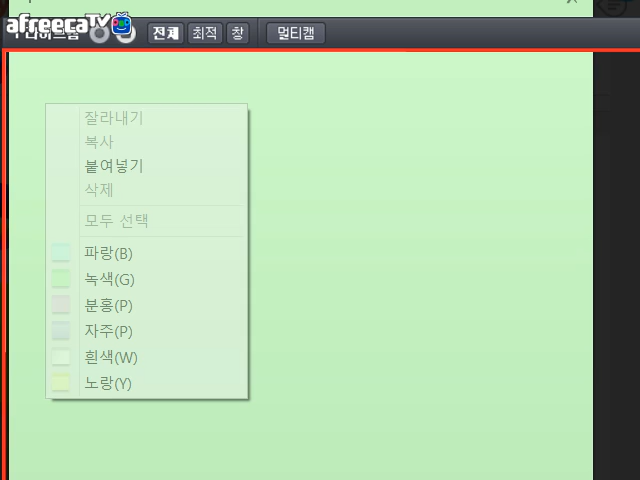 afreecaTV
전체 최적 창 멀티캠
잘라내기
복사
붙여넣기
삭제
모두 선택
파랑(B)
녹색(G)
분홍(P)
자주(P)
흰색(W)
노랑(Y)